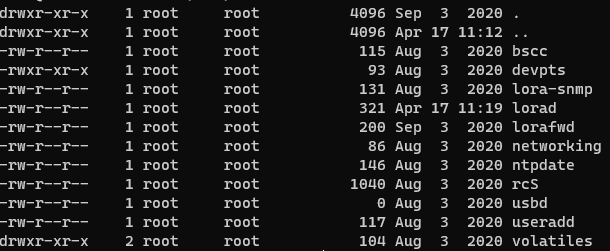 drwxr-xr-x    1 root     root          4096 Sep  3  2020 .
drwxr-xr-x    1 root     root          4096 Apr 17 11:12 ..
-rw-r--r--    1 root     root           115 Aug  3  2020 bscc
-rwxr-xr-x    1 root     root            93 Aug  3  2020 devpts
-rw-r--r--    1 root     root           131 Aug  3  2020 lora-snmp
-rw-r--r--    1 root     root           321 Apr 17 11:19 lorad
-rw-r--r--    1 root     root           200 Sep  3  2020 lorafwd
-rw-r--r--    1 root     root            86 Aug  3  2020 networking
-rw-r--r--    1 root     root           146 Aug  3  2020 ntpdate
-rw-r--r--    1 root     root          1040 Aug  3  2020 rcS
-rw-r--r--    1 root     root             0 Aug  3  2020 usbd
-rw-r--r--    1 root     root           117 Aug  3  2020 useradd
drwxr-xr-x    2 root     root           104 Aug  3  2020 volatiles